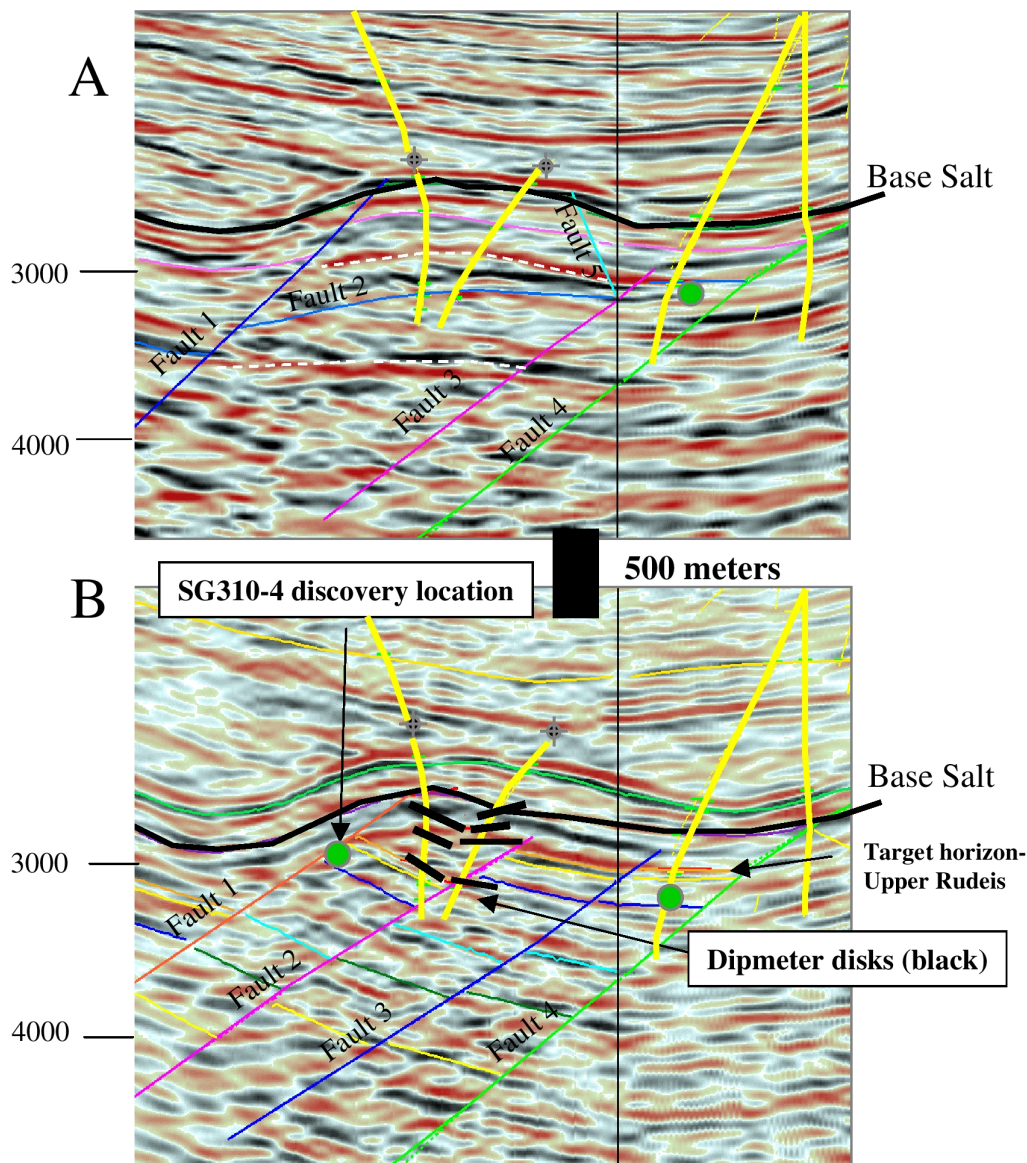 A
Base Salt
Fault 5
3000
Fault 2
Fault 1
Fault 3
Fault 4
4000
500 meters
B
SG310-4 discovery location
Base Salt
3000
Target horizon-
Upper Rudeis
Fault 1
Dipmeter disks (black)
Fault 2
Fault 3
Fault 4
4000